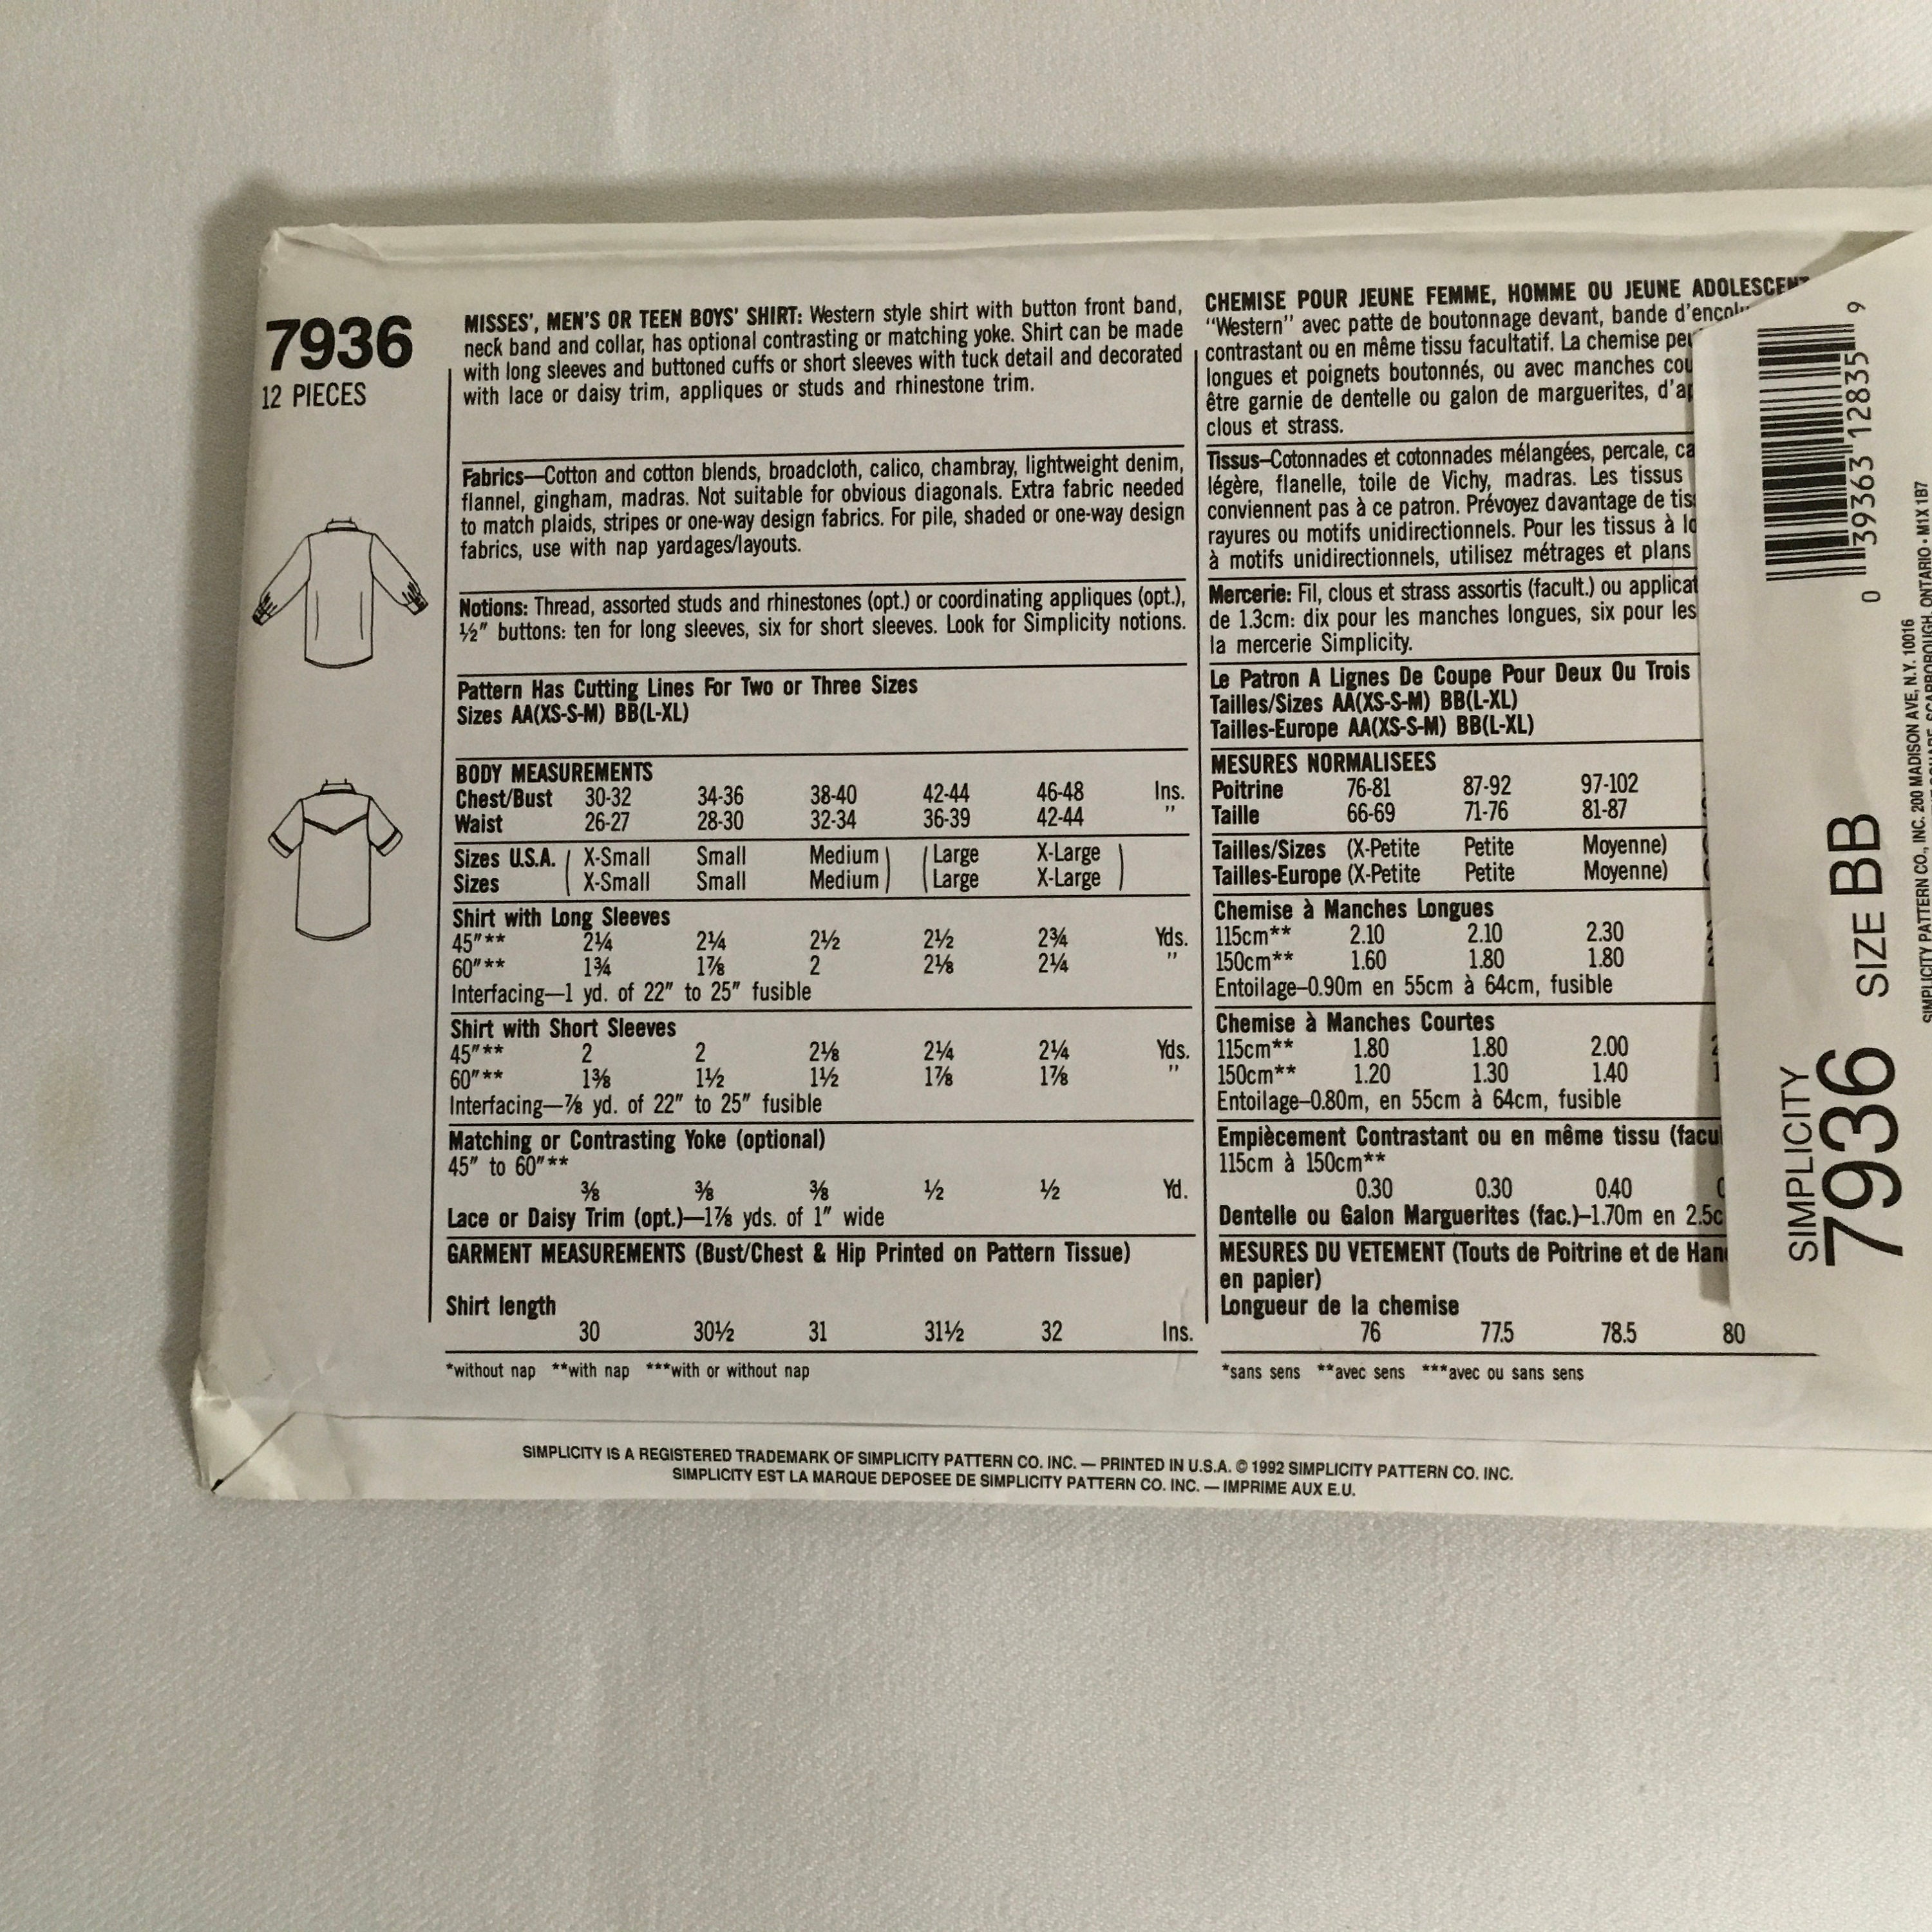 7936
12 PIECES
MISSES', MEN'S OR TEEN BOYS' SHIRT: Western style shirt with button front band,
neck band and collar, has optional contrasting or matching yoke. Shirt can be made
with long sleeves and buttoned cuffs or short sleeves with tuck detail and decorated
with lace or daisy trim, appliques or studs and rhinestone trim.
Fabrics—Cotton and cotton blends, broadcloth, calico, chambray, lightweight denim,
flannel, gingham, madras. Not suitable for obvious diagonals. Extra fabric needed
to match plaids, stripes or one-way design fabrics. For pile, shaded or one-way design
fabrics, use with nap yardages/layouts.
Notions: Thread, assorted studs and rhinestones (opt.) or coordinating appliques (opt.),
½" buttons: ten for long sleeves, six for short sleeves. Look for Simplicity notions.
Pattern Has Cutting Lines For Two or Three Sizes
Sizes AA(XS-S-M) BB(L-XL)
BODY MEASUREMENTS
Chest/Bust 30-32 34-36 38-40 42-44 46-48 Ins.
Waist 26-27 28-30 32-34 36-39 42-44 "
Sizes U.S.A. ( X-Small Small Medium ) ( Large X-Large )
Sizes ( X-Small Small Medium ) ( Large X-Large )
Shirt with Long Sleeves
45"** 2¼ 2¼ 2½ 2½ 2¾ Yds.
60"** 1¾ 1⅞ 2 2⅛ 2¼ "
Interfacing—1 yd. of 22" to 25" fusible
Shirt with Short Sleeves
45"** 2 2 2⅛ 2¼ 2¼ Yds.
60"** 1⅜ 1½ 1½ 1⅞ 1⅞ "
Interfacing—⅞ yd. of 22" to 25" fusible
Matching or Contrasting Yoke (optional)
45" to 60"**
⅜ ⅜ ⅜ ½ ½ Yd.
Lace or Daisy Trim (opt.)—1⅞ yds. of 1" wide
GARMENT MEASUREMENTS (Bust/Chest & Hip Printed on Pattern Tissue)
Shirt length
30 30½ 31 31½ 32 Ins.
*without nap **with nap ***with or without nap
CHEMISE POUR JEUNE FEMME, HOMME OU JEUNE ADOLESCENT
"Western" avec patte de boutonnage devant, bande d'encolu
contrastant ou en même tissu facultatif. La chemise peu
longues et poignets boutonnés, ou avec manches cou
être garnie de dentelle ou galon de marguerites, d'ap
clous et strass.
Tissus–Cotonnades et cotonnades mélangées, percale, ca
légère, flanelle, toile de Vichy, madras. Les tissus
conviennent pas à ce patron. Prévoyez davantage de tis
rayures ou motifs unidirectionnels. Pour les tissus à lo
à motifs unidirectionnels, utilisez métrages et plans
Mercerie: Fil, clous et strass assortis (facult.) ou applicat
de 1.3cm: dix pour les manches longues, six pour les
la mercerie Simplicity.
Le Patron A Lignes De Coupe Pour Deux Ou Trois
Tailles/Sizes AA(XS-S-M) BB(L-XL)
Tailles-Europe AA(XS-S-M) BB(L-XL)
MESURES NORMALISEES
Poitrine 76-81 87-92 97-102
Taille 66-69 71-76 81-87
Tailles/Sizes (X-Petite Petite Moyenne)
Tailles-Europe (X-Petite Petite Moyenne)
Chemise à Manches Longues
115cm** 2.10 2.10 2.30
150cm** 1.60 1.80 1.80
Entoilage–0.90m en 55cm à 64cm, fusible
Chemise à Manches Courtes
115cm** 1.80 1.80 2.00
150cm** 1.20 1.30 1.40
Entoilage–0.80m, en 55cm à 64cm, fusible
Empiècement Contrastant ou en même tissu (facul
115cm à 150cm**
0.30 0.30 0.40
Dentelle ou Galon Marguerites (fac.)–1.70m en 2.5c
MESURES DU VETEMENT (Touts de Poitrine et de Han
en papier)
Longueur de la chemise
76 77.5 78.5 80
*sans sens **avec sens ***avec ou sans sens
SIMPLICITY IS A REGISTERED TRADEMARK OF SIMPLICITY PATTERN CO. INC. — PRINTED IN U.S.A. © 1992 SIMPLICITY PATTERN CO. INC.
SIMPLICITY EST LA MARQUE DEPOSEE DE SIMPLICITY PATTERN CO. INC. — IMPRIME AUX E.U.
SIMPLICITY
7936 SIZE BB
0 39363 12835 9
SIMPLICITY PATTERN CO., INC. 200 MADISON AVE, N.Y. 10016
SCARBOROUGH, ONTARIO • M1X 1B7